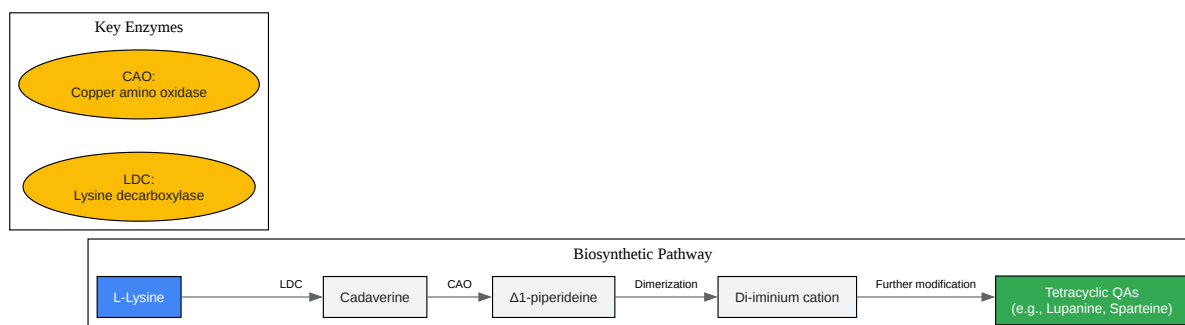 Key Enzymes
CAO:
Copper amino oxidase
LDC:
Lysine decarboxylase
Biosynthetic Pathway
L-Lysine
LDC
Cadaverine
CAO
Δ1-piperideine
Dimerization
Di-iminium cation
Further modification
Tetracyclic QAs
(e.g., Lupanine, Sparteine)